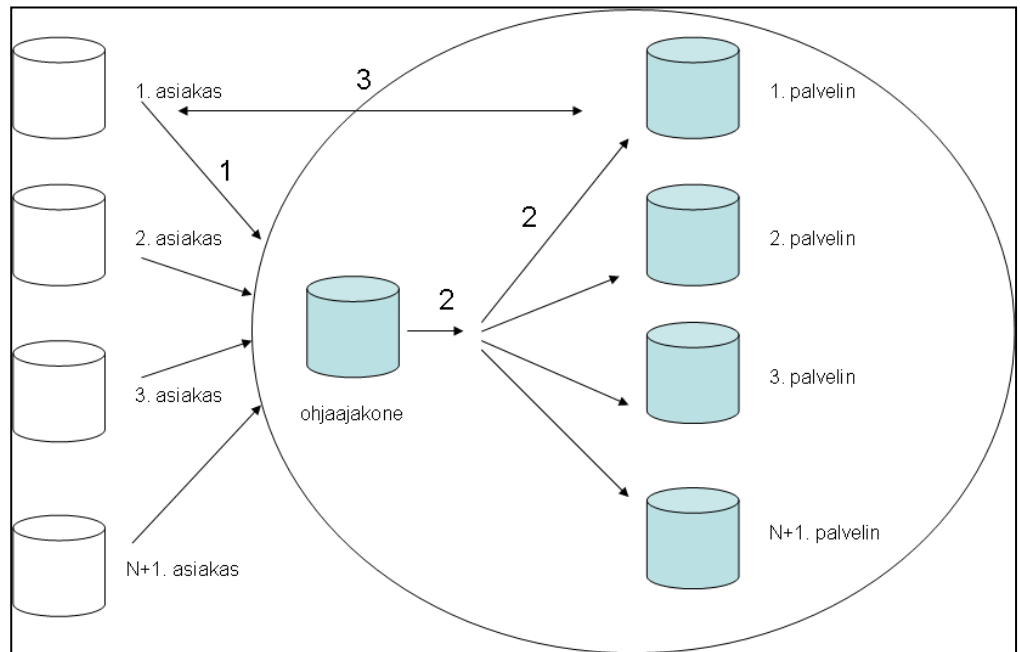 3
1. asiakas
1. palvelin
1
2
2. asiakas
2. palvelin
2
3. asiakas
3. palvelin
ohjaajakone
N+1. asiakas
N+1. palvelin